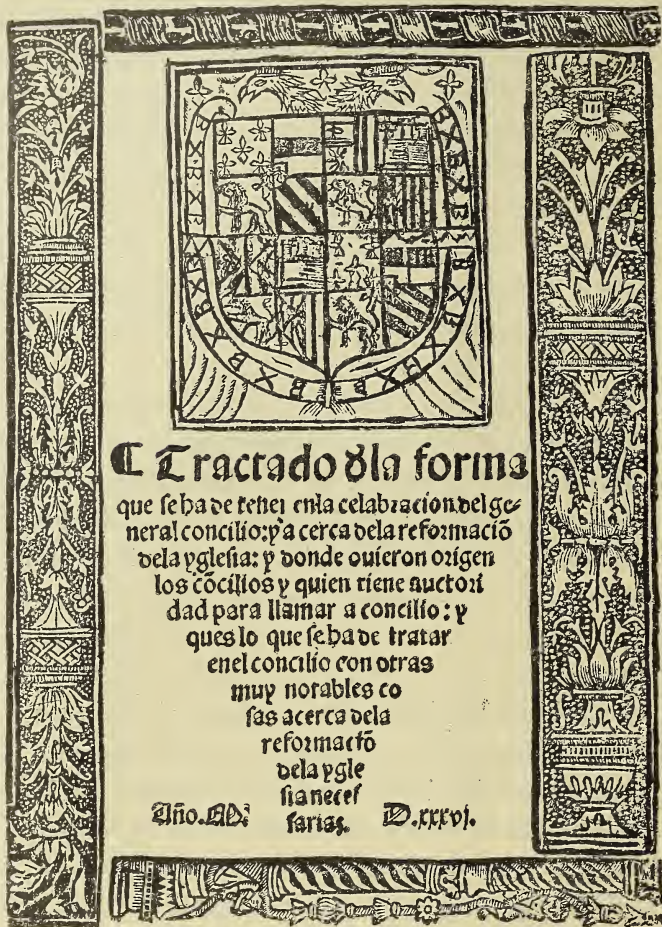 ¶ Tractado dla forma
que se ha de tener enla celabracion del ge-
neral concilio: y a cerca dela reformaciõ
dela yglesia: y donde ouieron origen
los cõcilios y quien tiene auctori
dad para llamar a concilio: y
ques lo que se ha de tratar
enel concilio con otras
muy notables co
sas acerca dela
reformaciõ
dela ygle
sia neces
sarias.
Año. M. D.xxxvj.